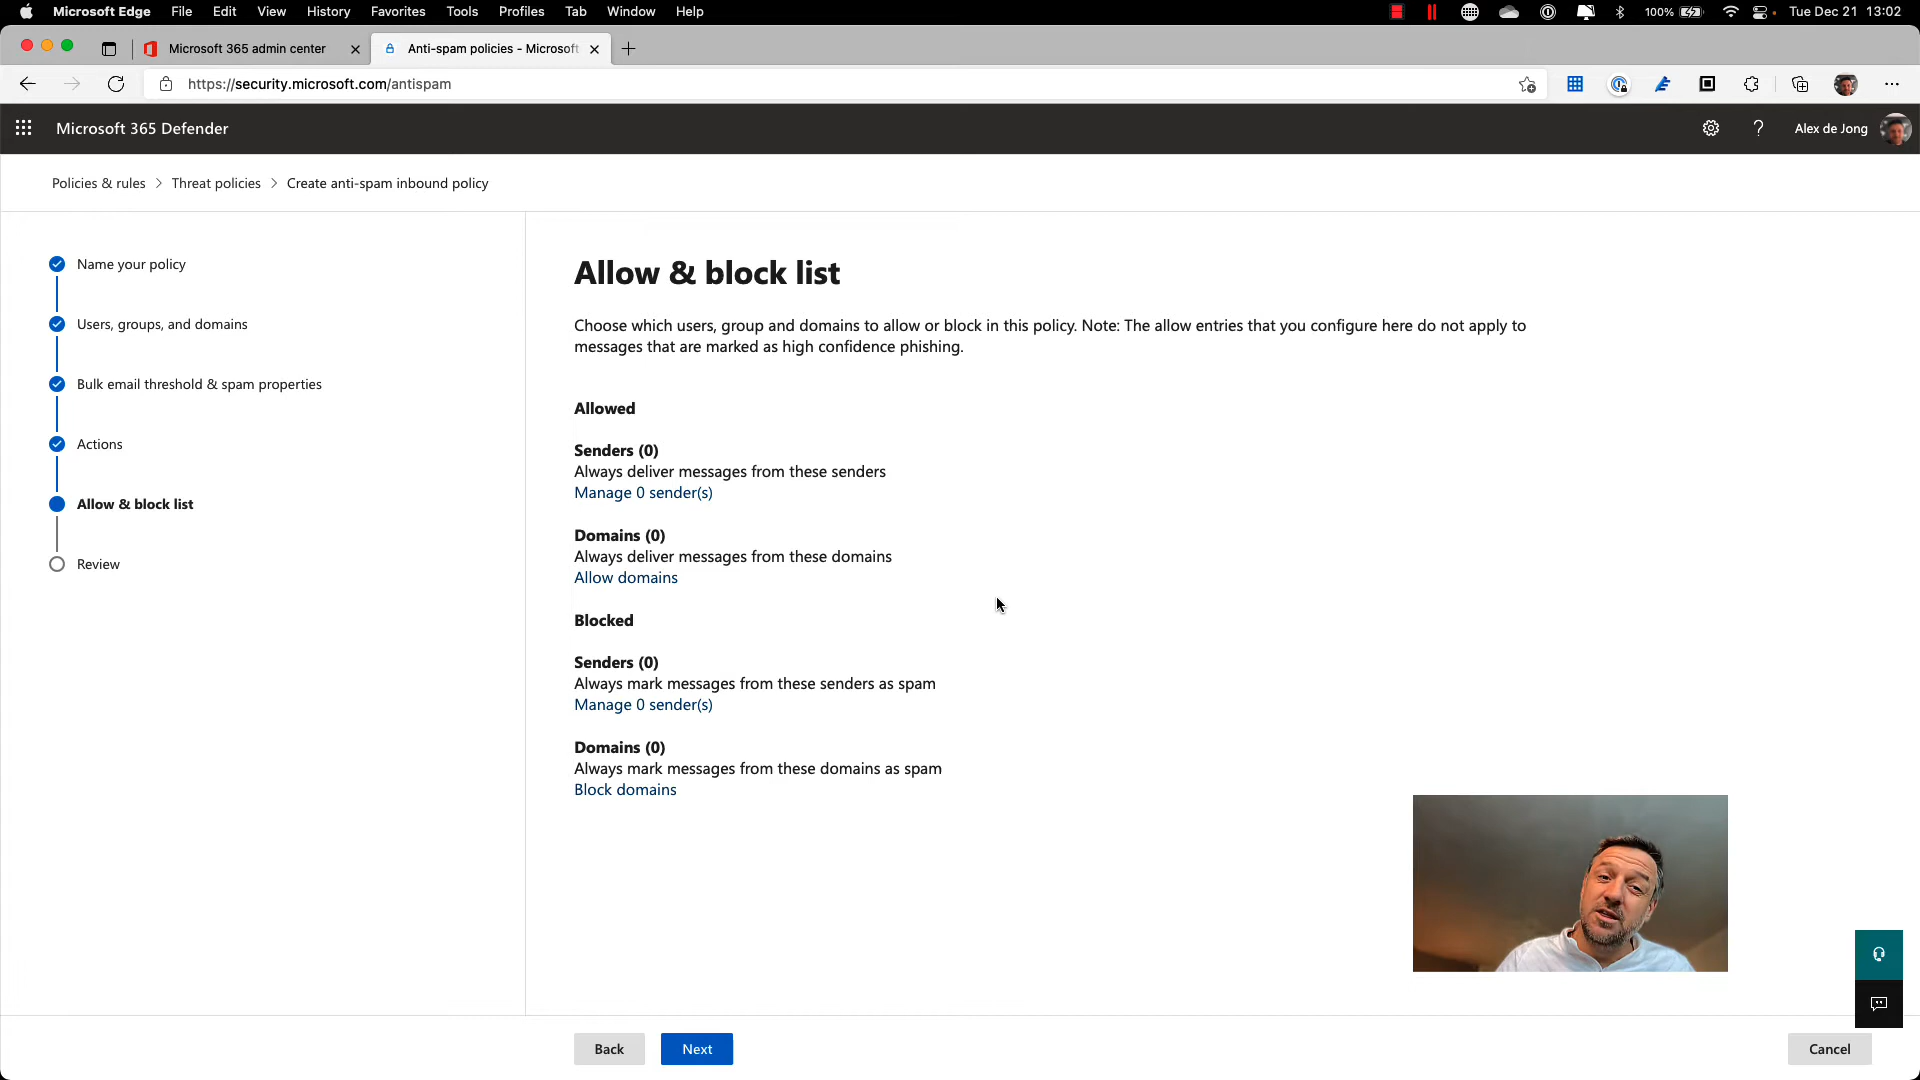 Microsoft Edge File Edit View History Favorites Tools Profiles Tab Window Help 100% Tue Dec 21 13:02
Microsoft 365 admin center
Anti-spam policies - Microsoft
https://security.microsoft.com/antispam
Microsoft 365 Defender
Alex de Jong
Policies & rules > Threat policies > Create anti-spam inbound policy
Name your policy
Users, groups, and domains
Bulk email threshold & spam properties
Actions
Allow & block list
Review
Allow & block list
Choose which users, group and domains to allow or block in this policy. Note: The allow entries that you configure here do not apply to
messages that are marked as high confidence phishing.
Allowed
Senders (0)
Always deliver messages from these senders
Manage 0 sender(s)
Domains (0)
Always deliver messages from these domains
Allow domains
Blocked
Senders (0)
Always mark messages from these senders as spam
Manage 0 sender(s)
Domains (0)
Always mark messages from these domains as spam
Block domains
Back
Next
Cancel